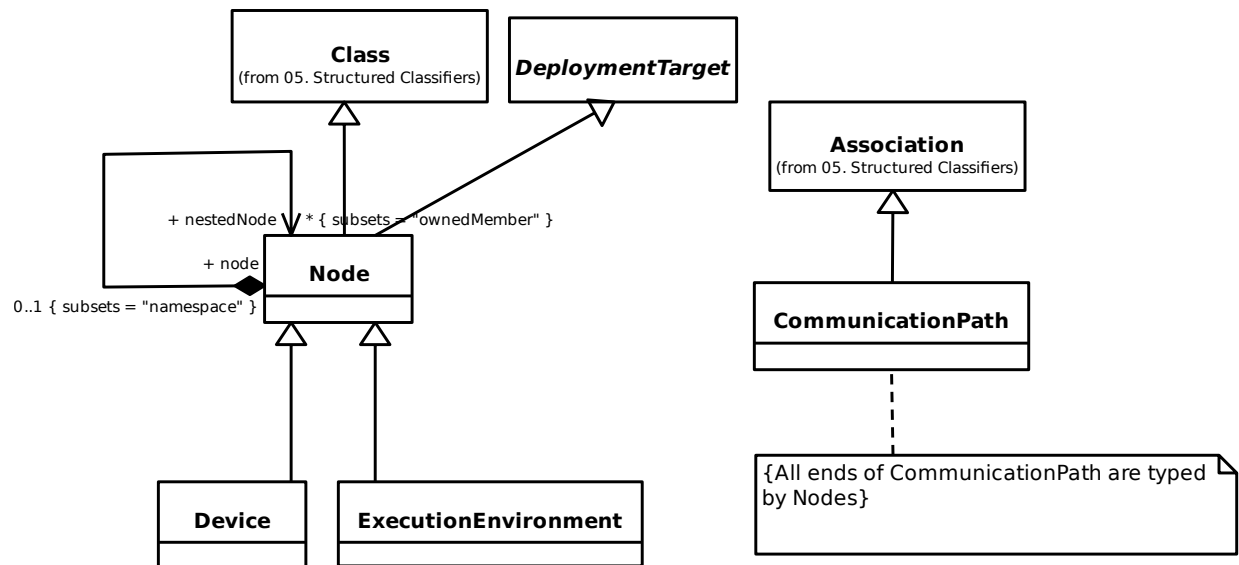 Class
(from 05. Structured Classifiers)
DeploymentTarget
Association
(from 05. Structured Classifiers)
+ nestedNode
* { subsets = "ownedMember" }
+ node
Node
0..1 { subsets = "namespace" }
CommunicationPath
{All ends of CommunicationPath are typed
by Nodes}
Device
ExecutionEnvironment